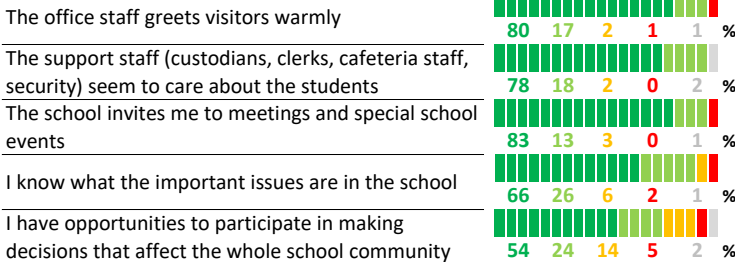 The office staff greets visitors warmly
80 17 2 1 1 %
The support staff (custodians, clerks, cafeteria staff,
security) seem to care about the students
78 18 2 0 2 %
The school invites me to meetings and special school
events
83 13 3 0 1 %
I know what the important issues are in the school
66 26 6 2 1 %
I have opportunities to participate in making
decisions that affect the whole school community
54 24 14 5 2 %